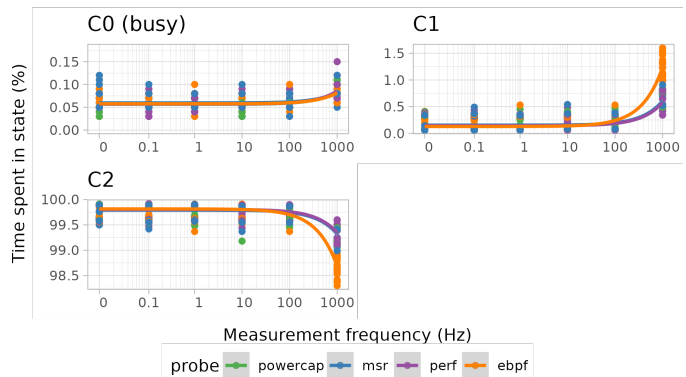 C0 (busy)
0.15
0.10
0.05
0.00
0 0.1 1 10 100 1000
C1
1.5
1.0
0.5
0.0
0 0.1 1 10 100 1000
C2
100.0
99.5
99.0
98.5
0 0.1 1 10 100 1000
Time spent in state (%)
Measurement frequency (Hz)
probe powercap msr perf ebpf